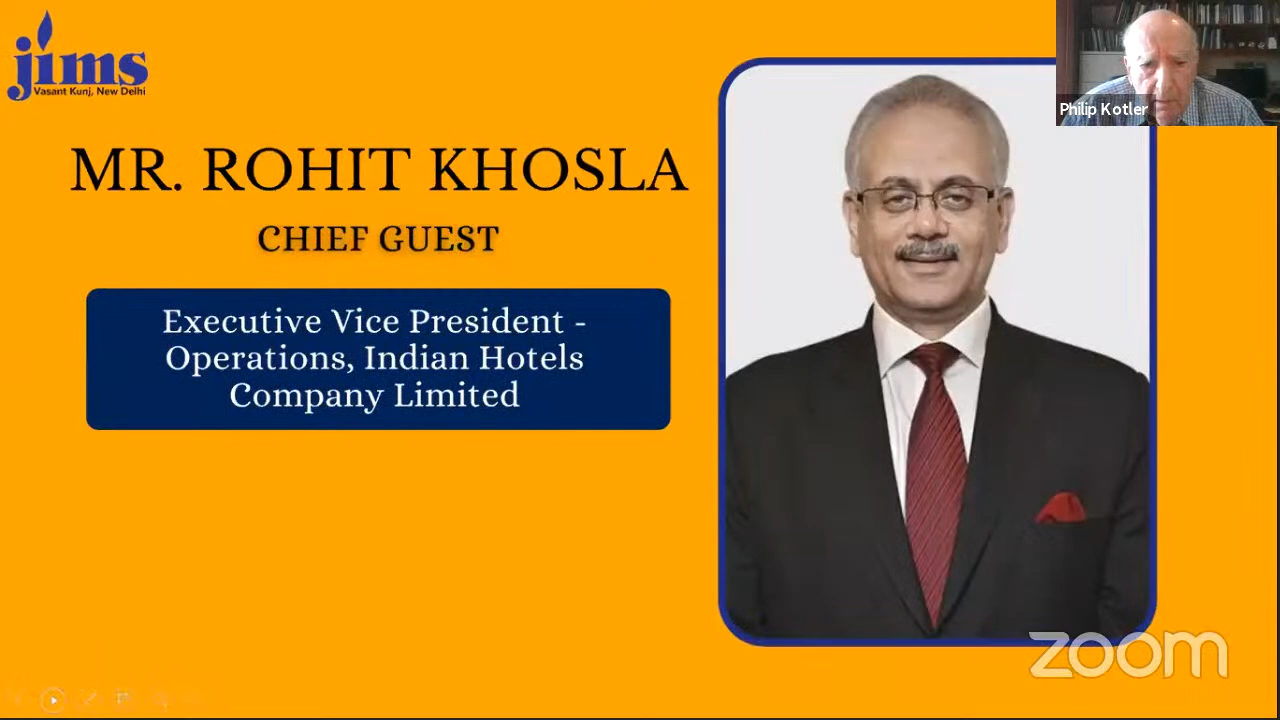 jims
Vasant Kunj, New Delhi
Philip Kotler
MR. ROHIT KHOSLA
CHIEF GUEST
Executive Vice President -
Operations, Indian Hotels
Company Limited
zoom